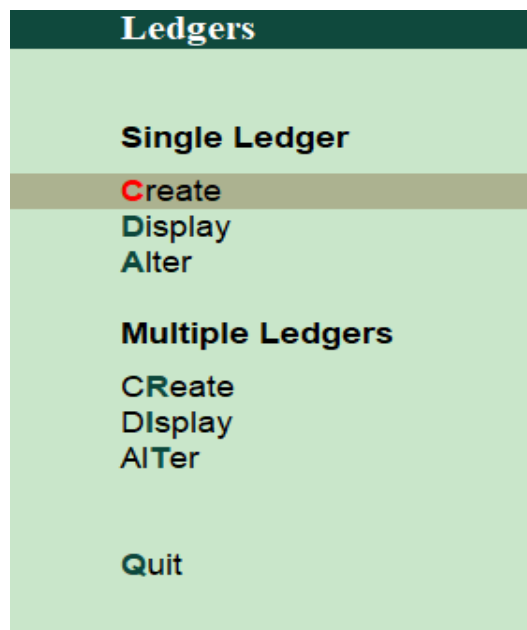 Ledgers
Single Ledger
Create
Display
Alter
Multiple Ledgers
CReate
DIsplay
AlTer
Quit